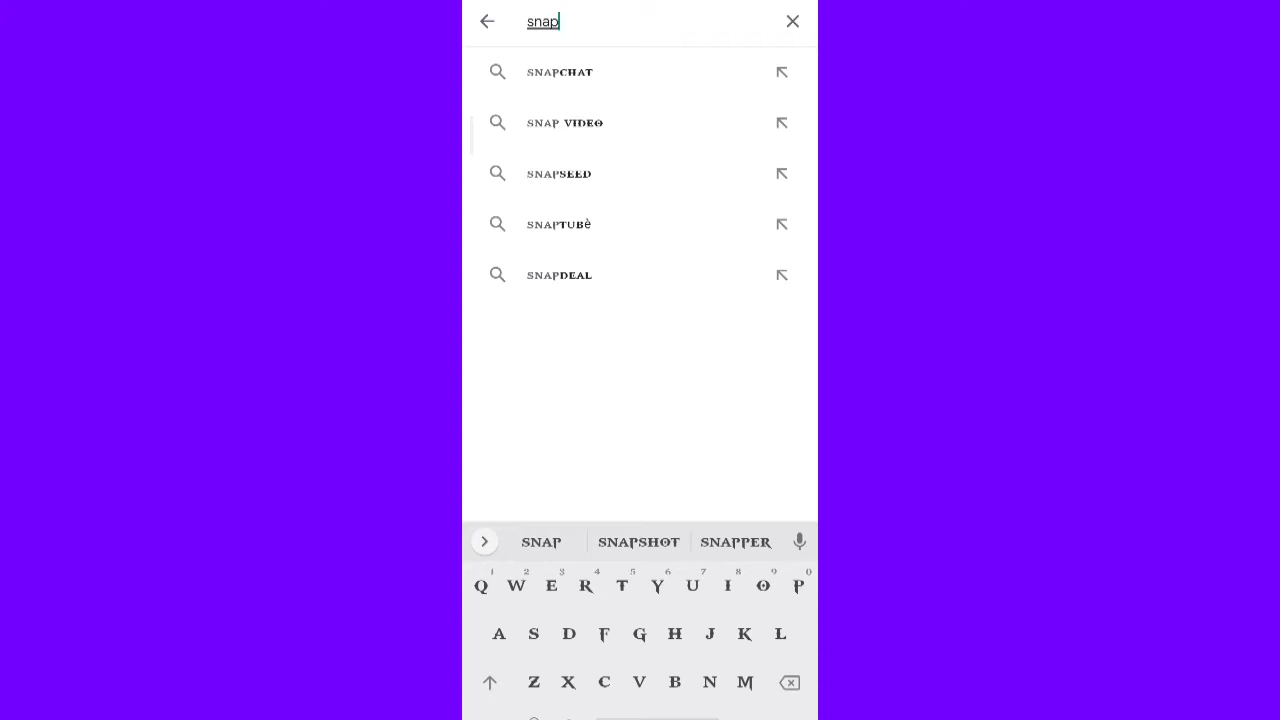 snap
SNAPCHAT
SNAP VIDEO
SNAPSEED
SNAPTUBè
SNAPDEAL
SNAP SNAPSHOT SNAPPER
1 2 3 4 5 6 7 8 9 0
Q W E R T Y U I O P
A S D F G H J K L
Z X C V B N M